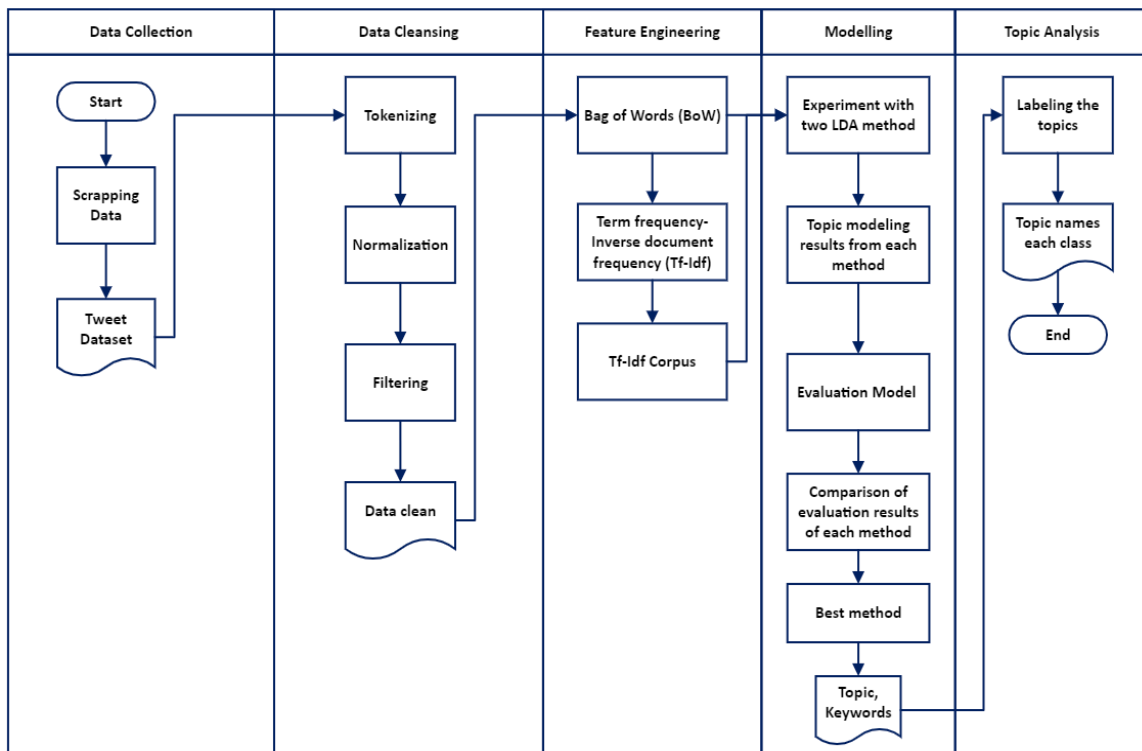 Data Collection
Data Cleansing
Feature Engineering
Modelling
Topic Analysis
Start
Scrapping
Data
Tweet
Dataset
Tokenizing
Normalization
Filtering
Data clean
Bag of Words (BoW)
Term frequency-
Inverse document
frequency (Tf-Idf)
Tf-Idf Corpus
Experiment with
two LDA method
Topic modeling
results from each
method
Evaluation Model
Comparison of
evaluation results
of each method
Best method
Topic,
Keywords
Labeling the
topics
Topic names
each class
End